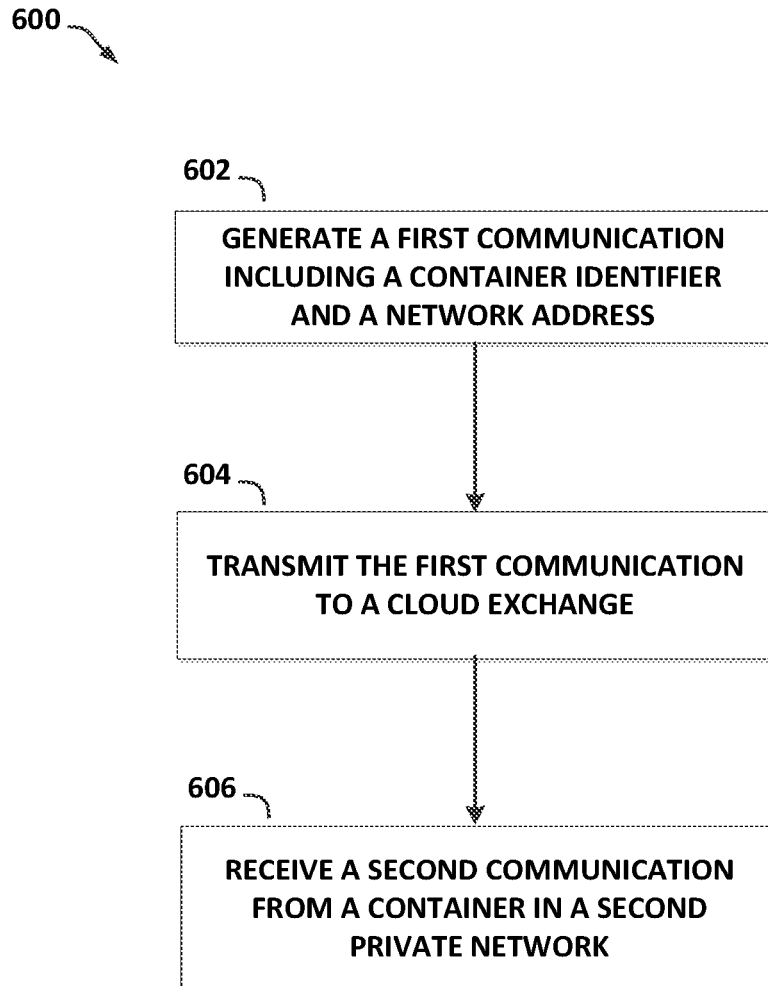 600
602
GENERATE A FIRST COMMUNICATION
INCLUDING A CONTAINER IDENTIFIER
AND A NETWORK ADDRESS
604
TRANSMIT THE FIRST COMMUNICATION
TO A CLOUD EXCHANGE
606
RECEIVE A SECOND COMMUNICATION
FROM A CONTAINER IN A SECOND
PRIVATE NETWORK